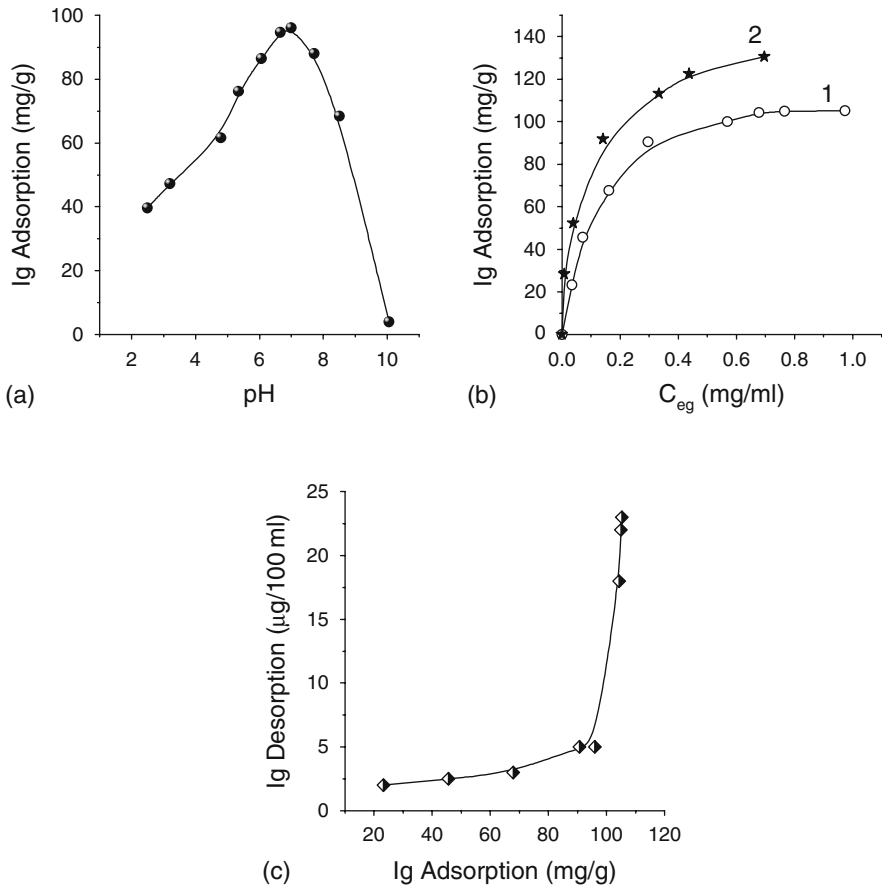 Ig Adsorption (mg/g)
100
80
60
40
20
0
2 4 6 8 10
pH
(a)
Ig Adsorption (mg/g)
140
120
100
80
60
40
20
0
2
1
0.0 0.2 0.4 0.6 0.8 1.0
C_eg (mg/ml)
(b)
Ig Desorption (μg/100 ml)
25
20
15
10
5
0
20 40 60 80 100 120
Ig Adsorption (mg/g)
(c)